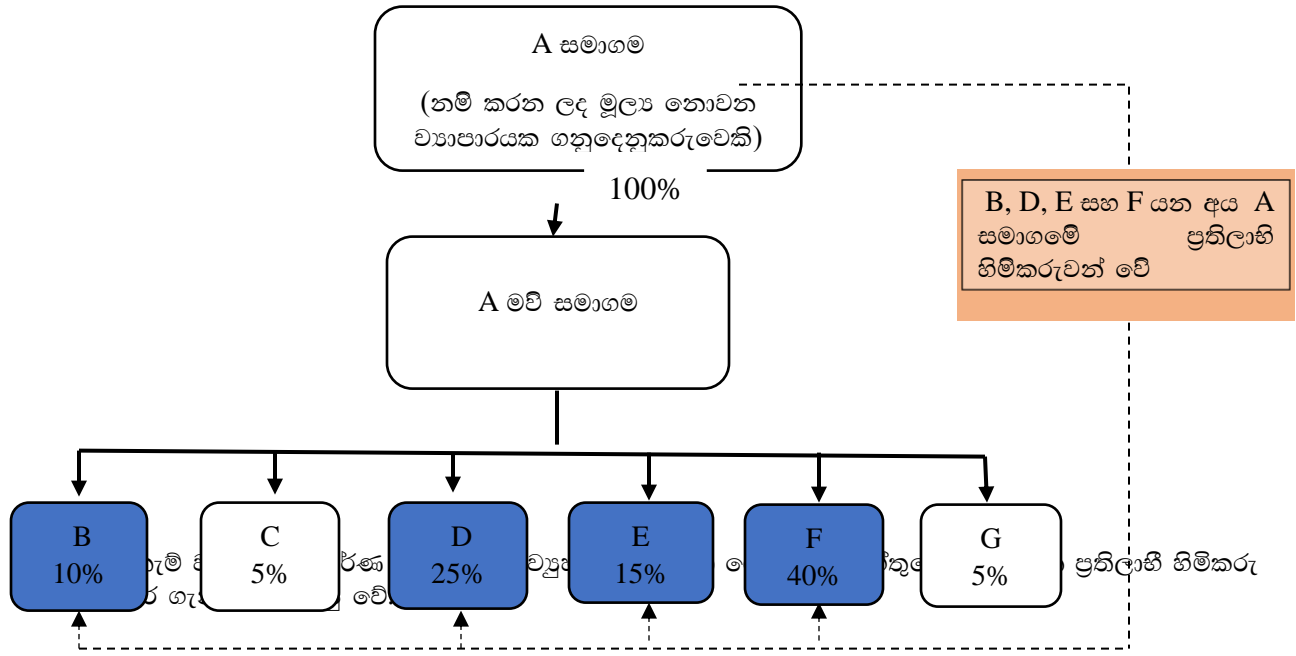 A සමාගම
(නම් කරන ලද මූල්‍ය නොවන
ව්‍යාපාරයක ගනුදෙනුකරුවෙකි)
100%
B, D, E සහ F යන අය A
සමාගමේ ප්‍රතිලාභි
හිමිකරුවන් වේ
A මව් සමාගම
B
10%
C
5%
D
25%
E
15%
F
40%
G
5%
ප්‍රතිලාභී හිමිකරු
වේ.